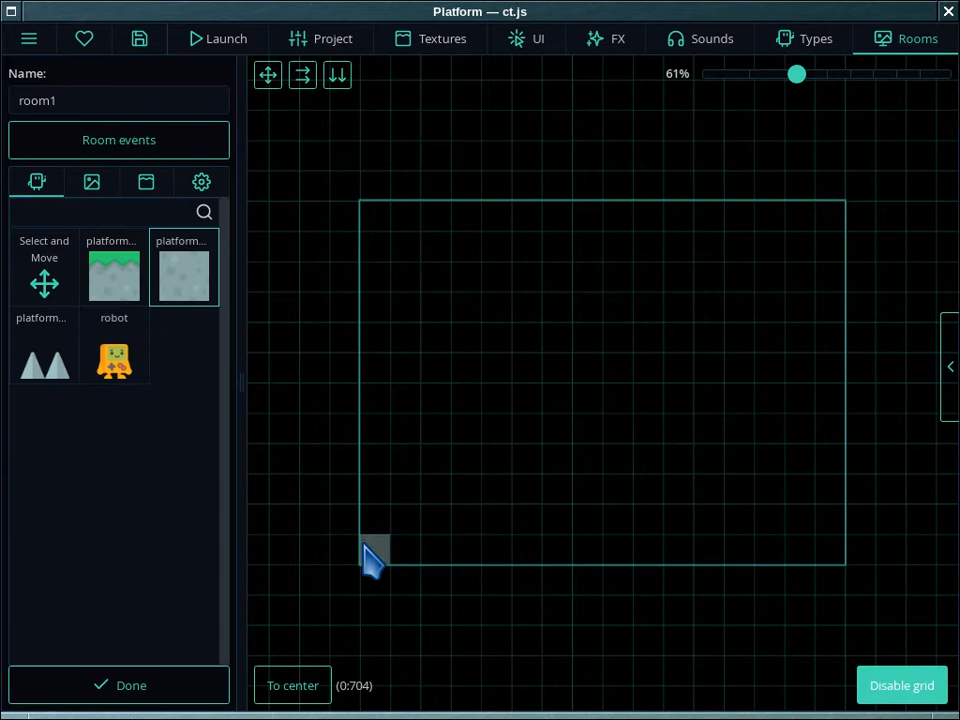 Platform — ct.js
Launch
Project
Textures
UI
FX
Sounds
Types
Rooms
Name:
room1
Room events
61%
Select and
Move
platform...
platform...
platform...
robot
Done
To center
(0:704)
Disable grid